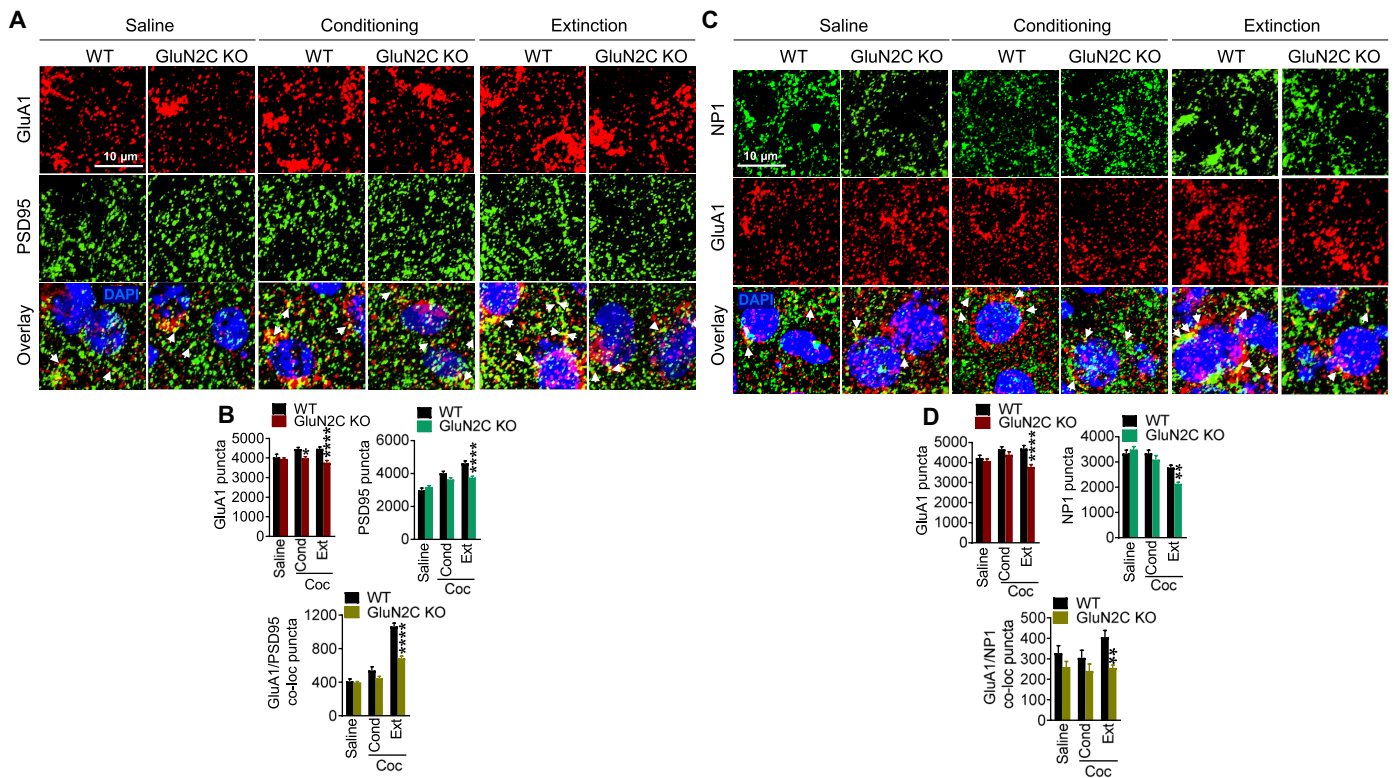 A
Saline Conditioning Extinction
WT GluN2C KO WT GluN2C KO WT GluN2C KO
GluA1
10 µm
PSD95
Overlay
DAPI
B
WT
GluN2C KO
GluA1 puncta
5000
4000
3000
2000
1000
0
*
****
Saline
Cond
Ext
Coc
WT
GluN2C KO
PSD95 puncta
6000
4000
2000
0
****
Saline
Cond
Ext
Coc
WT
GluN2C KO
GluA1/PSD95
co-loc puncta
1200
800
400
0
****
Saline
Cond
Ext
Coc
C
Saline Conditioning Extinction
WT GluN2C KO WT GluN2C KO WT GluN2C KO
NP1
10 µm
GluA1
Overlay
DAPI
D
WT
GluN2C KO
GluA1 puncta
5000
4000
3000
2000
1000
0
****
Saline
Cond
Ext
Coc
WT
GluN2C KO
NP1 puncta
4000
3000
2000
1000
0
**
Saline
Cond
Ext
Coc
WT
GluN2C KO
GluA1/NP1
co-loc puncta
500
400
300
200
100
0
**
Saline
Cond
Ext
Coc